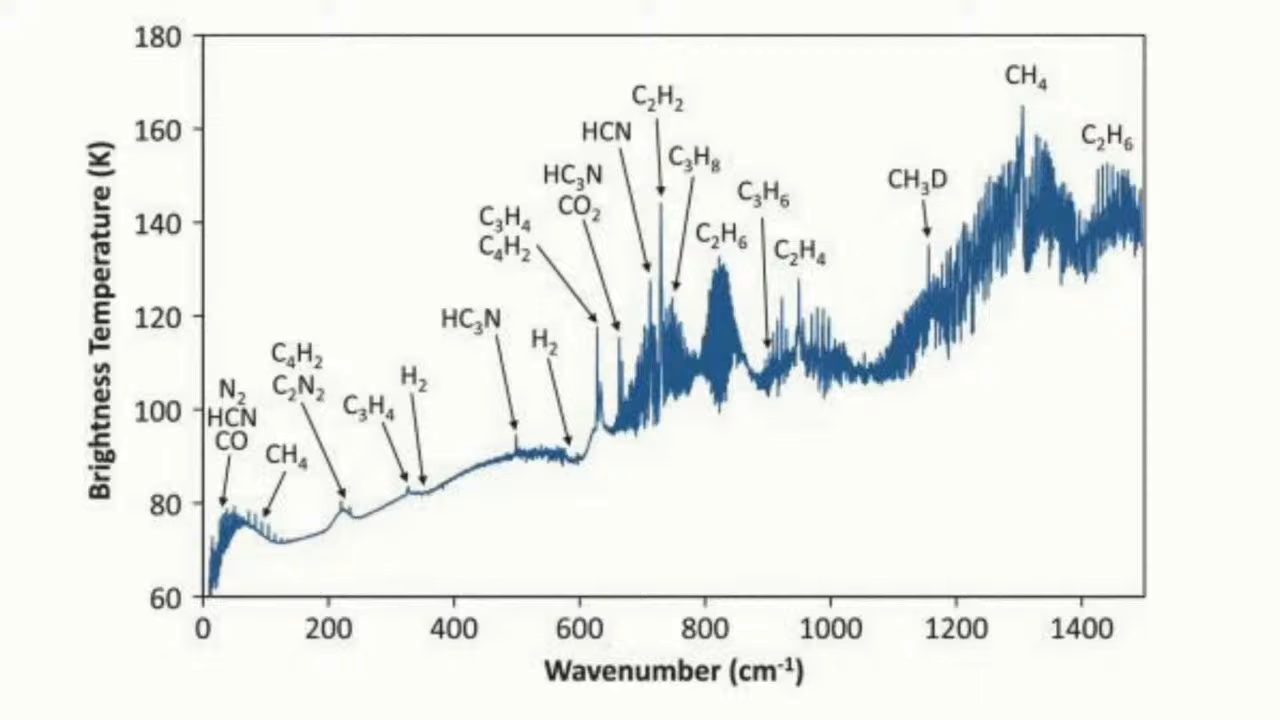 180
160
140
120
100
80
60
Brightness Temperature (K)
N₂
HCN
CO
CH₄
C₄H₂
C₂N₂
C₃H₄
H₂
HC₃N
H₂
C₃H₄
C₄H₂
HC₃N
CO₂
HCN
C₂H₂
C₃H₈
C₂H₆
C₃H₆
C₂H₄
CH₃D
CH₄
C₂H₆
0 200 400 600 800 1000 1200 1400
Wavenumber (cm⁻¹)